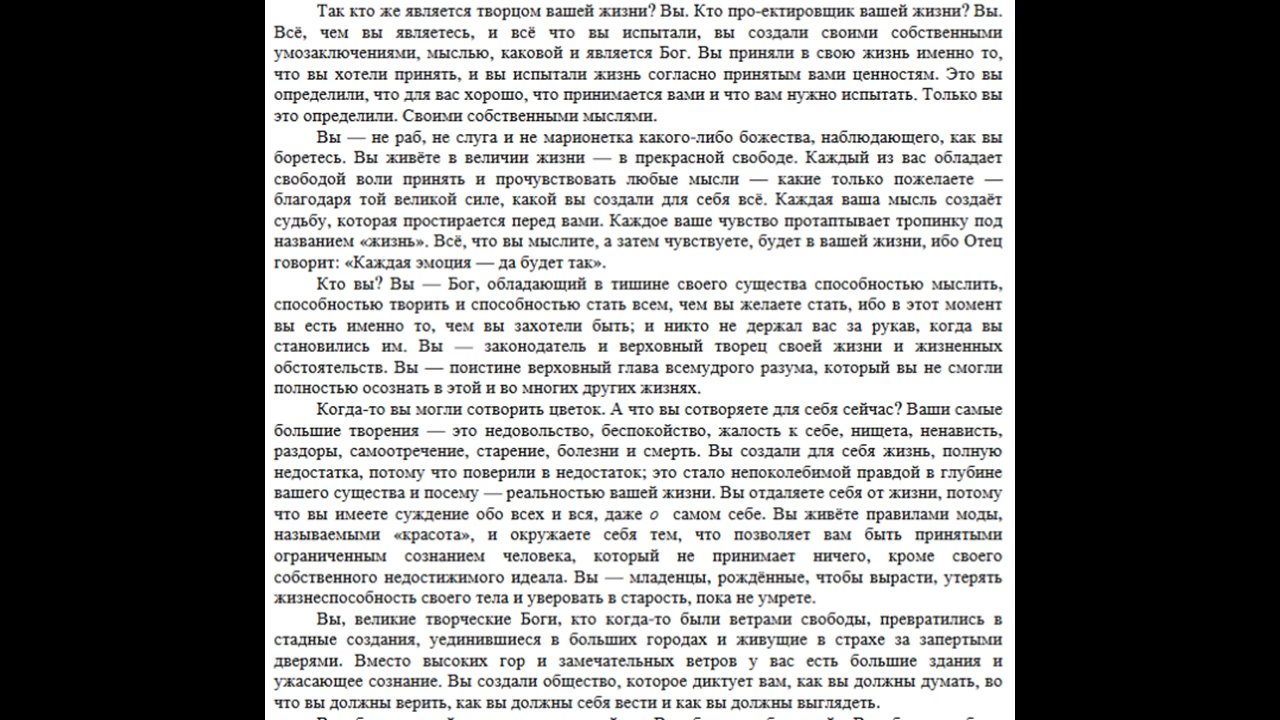 Так кто же является творцом вашей жизни? Вы. Кто про-ектировщик вашей жизни? Вы.
Всё, чем вы являетесь, и всё что вы испытали, вы создали своими собственными
умозаключениями, мыслью, каковой и является Бог. Вы приняли в свою жизнь именно то,
что вы хотели принять, и вы испытали жизнь согласно принятым вами ценностям. Это вы
определили, что для вас хорошо, что принимается вами и что вам нужно испытать. Только вы
это определили. Своими собственными мыслями.
Вы — не раб, не слуга и не марионетка какого-либо божества, наблюдающего, как вы
боретесь. Вы живёте в величии жизни — в прекрасной свободе. Каждый из вас обладает
свободой воли принять и прочувствовать любые мысли — какие только пожелаете —
благодаря той великой силе, какой вы создали для себя всё. Каждая ваша мысль создаёт
судьбу, которая простирается перед вами. Каждое ваше чувство протаптывает тропинку под
названием «жизнь». Всё, что вы мыслите, а затем чувствуете, будет в вашей жизни, ибо Отец
говорит: «Каждая эмоция — да будет так».
Кто вы? Вы — Бог, обладающий в тишине своего существа способностью мыслить,
способностью творить и способностью стать всем, чем вы желаете стать, ибо в этот момент
вы есть именно то, чем вы захотели быть; и никто не держал вас за рукав, когда вы
становились им. Вы — законодатель и верховный творец своей жизни и жизненных
обстоятельств. Вы — поистине верховный глава всемудрого разума, который вы не смогли
полностью осознать в этой и во многих других жизнях.
Когда-то вы могли сотворить цветок. А что вы сотворяете для себя сейчас? Ваши самые
большие творения — это недовольство, беспокойство, жалость к себе, нищета, ненависть,
раздоры, самоотречение, старение, болезни и смерть. Вы создали для себя жизнь, полную
недостатка, потому что поверили в недостаток; это стало непоколебимой правдой в глубине
вашего существа и посему — реальностью вашей жизни. Вы отдаляете себя от жизни, потому
что вы имеете суждение обо всех и вся, даже о самом себе. Вы живёте правилами моды,
называемыми «красота», и окружаете себя тем, что позволяет вам быть принятыми
ограниченным сознанием человека, который не принимает ничего, кроме своего
собственного недостижимого идеала. Вы — младенцы, рождённые, чтобы вырасти, утерять
жизнеспособность своего тела и уверовать в старость, пока не умрете.
Вы, великие творческие Боги, кто когда-то были ветрами свободы, превратились в
стадные создания, уединившиеся в больших городах и живущие в страхе за запертыми
дверями. Вместо высоких гор и замечательных ветров у вас есть большие здания и
ужасающее сознание. Вы создали общество, которое диктует вам, как вы должны думать, во
что вы должны верить, как вы должны себя вести и как вы должны выглядеть.